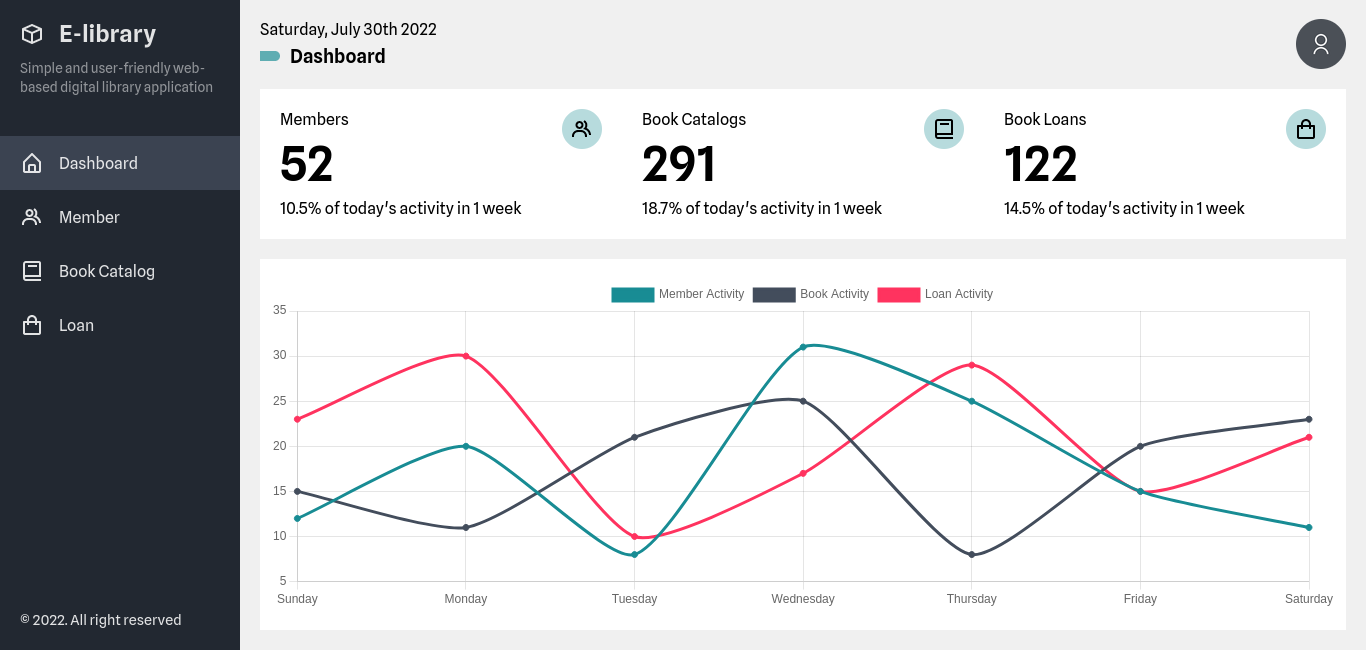 E-library
Simple and user-friendly web-
based digital library application
Dashboard
Member
Book Catalog
Loan
© 2022. All right reserved
Saturday, July 30th 2022
Dashboard
Members
52
10.5% of today's activity in 1 week
Book Catalogs
291
18.7% of today's activity in 1 week
Book Loans
122
14.5% of today's activity in 1 week
Member Activity Book Activity Loan Activity
35
30
25
20
15
10
5
Sunday Monday Tuesday Wednesday Thursday Friday Saturday